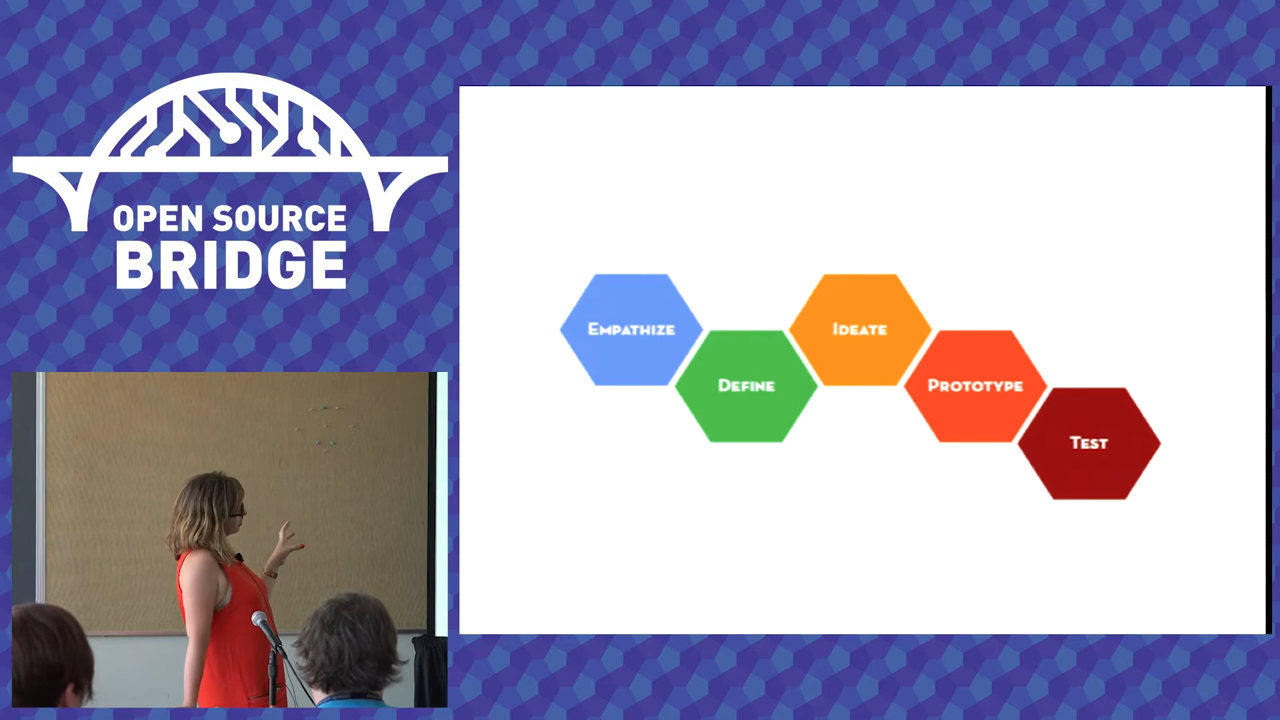 OPEN SOURCE
BRIDGE
EMPATHIZE
DEFINE
IDEATE
PROTOTYPE
TEST